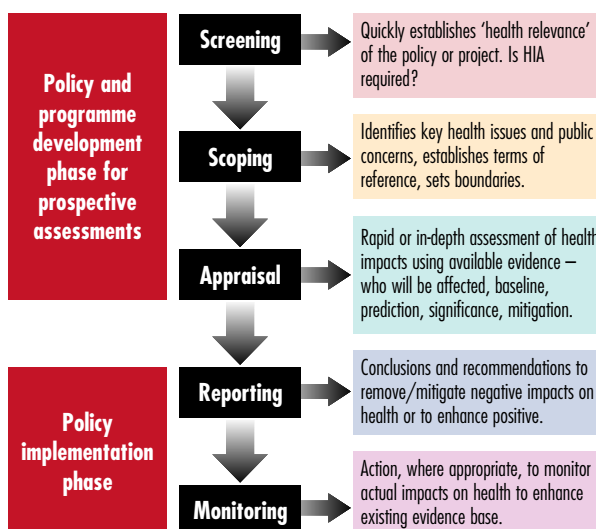 Policy and
programme
development
phase for
prospective
assessments
Screening
Quickly establishes ‘health relevance’
of the policy or project. Is HIA
required?
Scoping
Identifies key health issues and public
concerns, establishes terms of
reference, sets boundaries.
Appraisal
Rapid or in-depth assessment of health
impacts using available evidence –
who will be affected, baseline,
prediction, significance, mitigation.
Policy
implementation
phase
Reporting
Conclusions and recommendations to
remove/mitigate negative impacts on
health or to enhance positive.
Monitoring
Action, where appropriate, to monitor
actual impacts on health to enhance
existing evidence base.